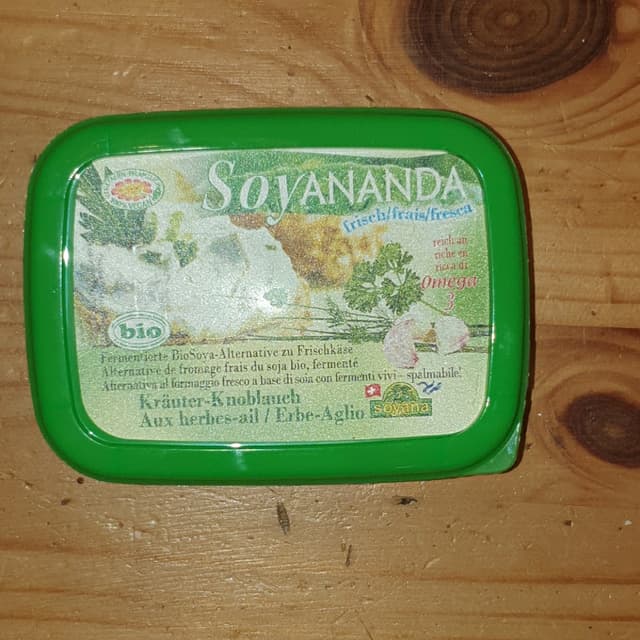 SoyANANDA
frisch/frais/fresca
reich an
riche en
ricca di
Omega
3
100% VEGAN
bio
Fermentierte BioSoya-Alternative zu Frischkäse
Alternative de fromage frais du soja bio, fermenté
Alternativa al formaggio fresco a base di soia con fermenti vivi - spalmabile!
Kräuter-Knoblauch
Aux herbes-ail / Erbe-Aglio
soyana